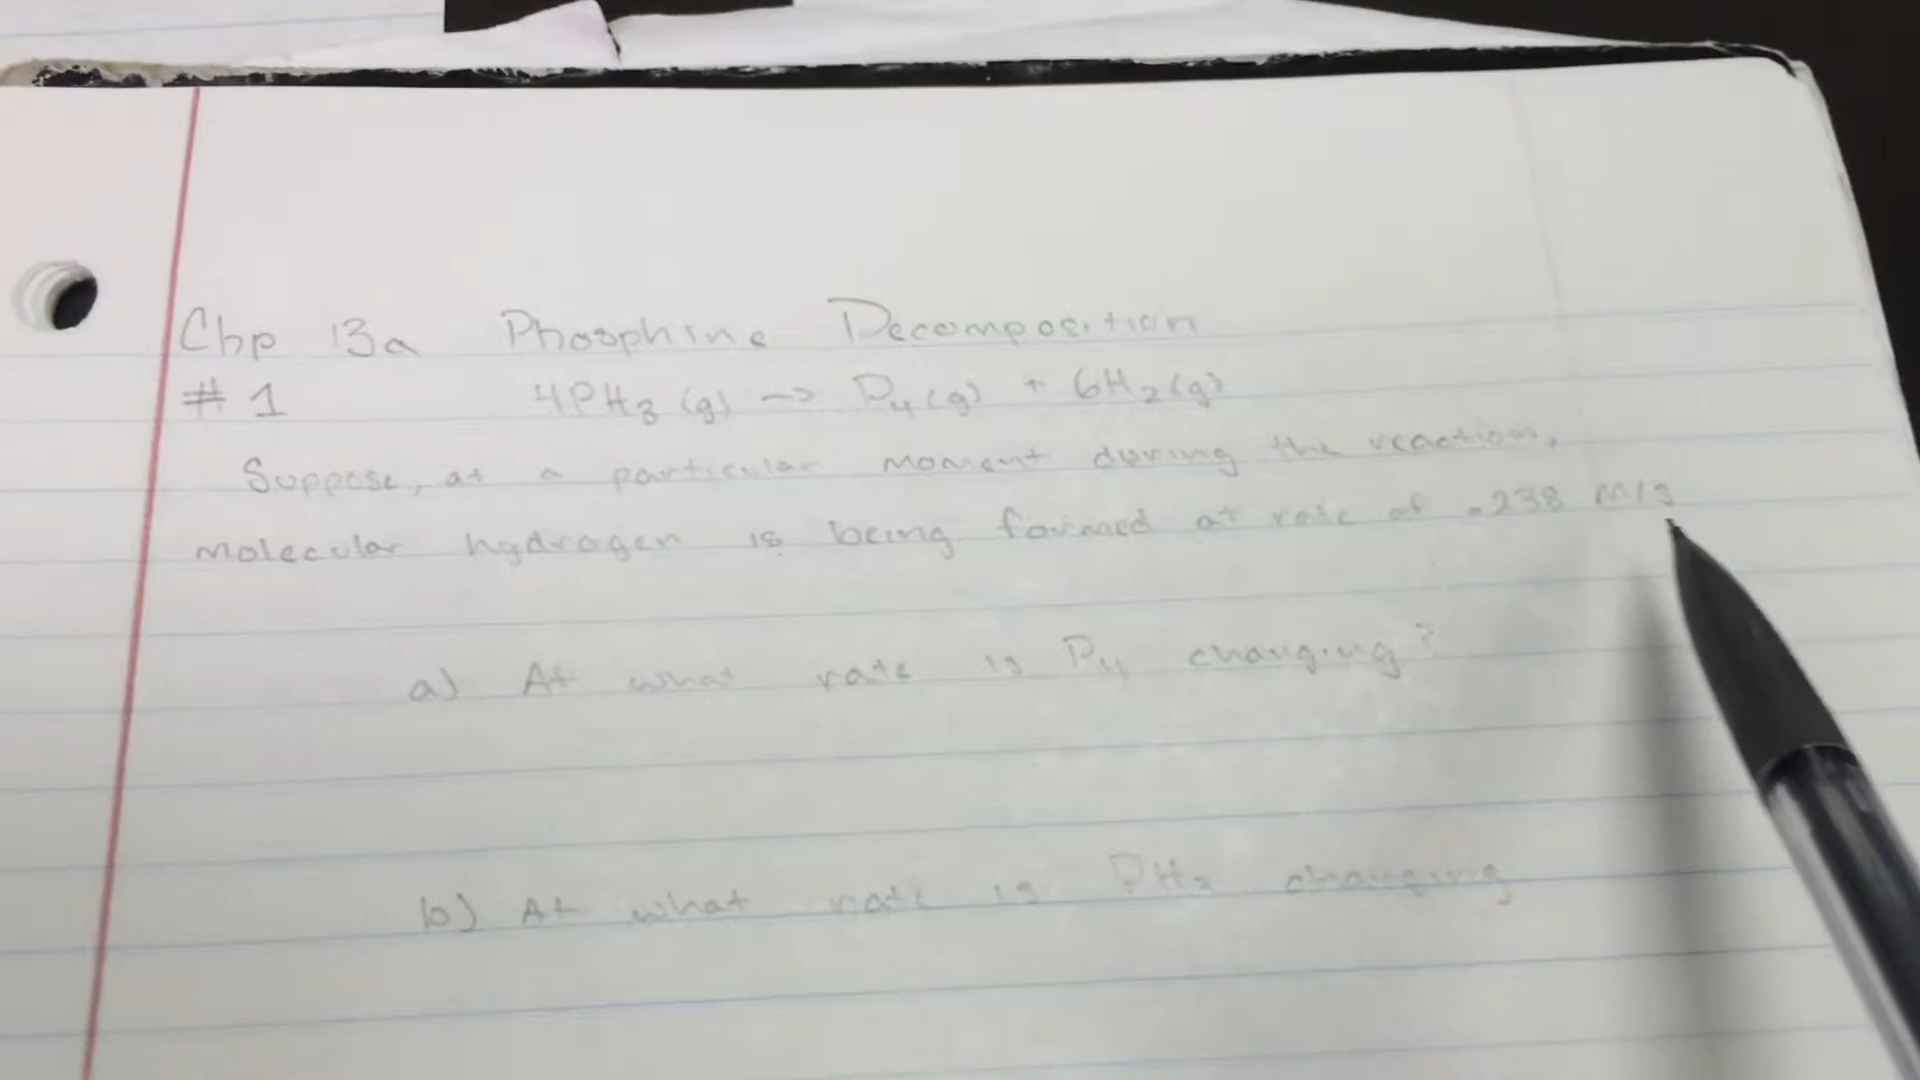 Chp 13a Phosphine Decomposition
# 1 4PH₃(g) → P₄(g) + 6H₂(g)
Suppose, at a particular moment during the reaction,
molecular hydrogen is being formed at rate of .238 M/s
a) At what rate is P₄ changing?
b) At what rate is PH₃ changing